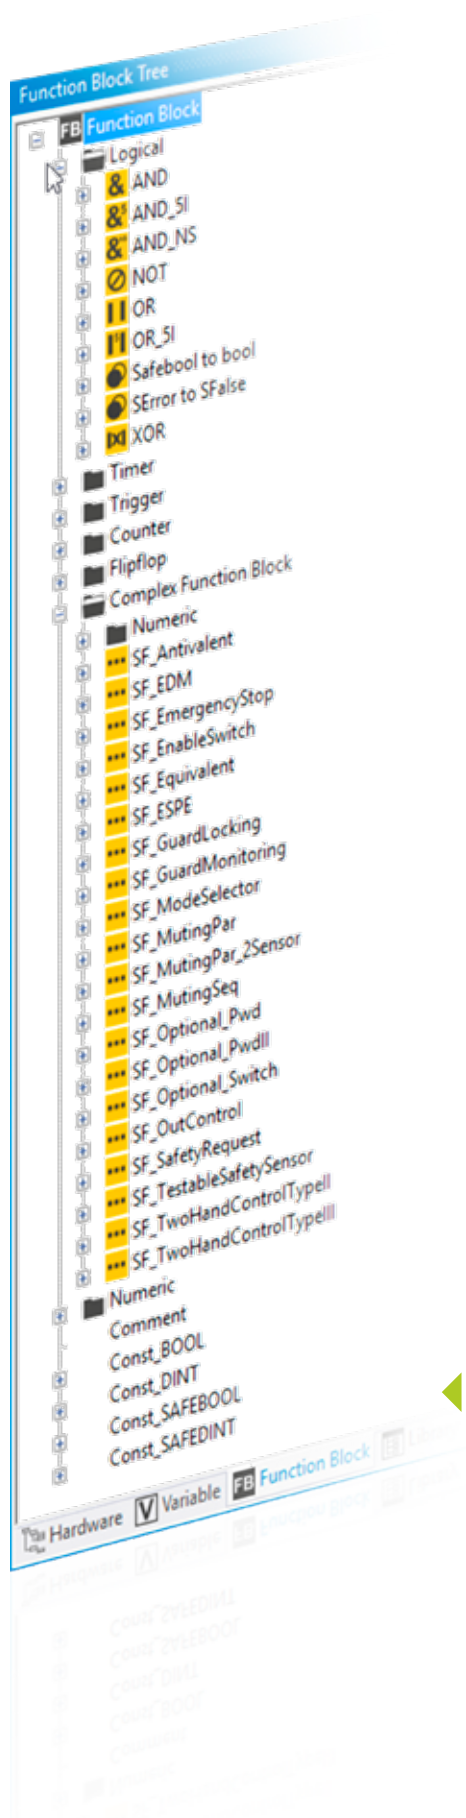 Function Block Tree
FB Function Block
Logical
& AND
&5 AND_5I
AND_NS
NOT
OR
OR_5I
Safebool to bool
SError to SFalse
XOR
Timer
Trigger
Counter
Flipflop
Complex Function Block
Numeric
SF_Antivalent
SF_EDM
SF_EmergencyStop
SF_EnableSwitch
SF_Equivalent
SF_ESPE
SF_GuardLocking
SF_GuardMonitoring
SF_ModeSelector
SF_MutingPar
SF_MutingPar_2Sensor
SF_MutingSeq
SF_Optional_Pwd
SF_Optional_PwdII
SF_Optional_Switch
SF_OutControl
SF_SafetyRequest
SF_TestableSafetySensor
SF_TwoHandControlTypeII
SF_TwoHandControlTypeIII
Numeric
Comment
Const_BOOL
Const_DINT
Const_SAFEBOOL
Const_SAFEDINT
Hardware V Variable FB Function Block